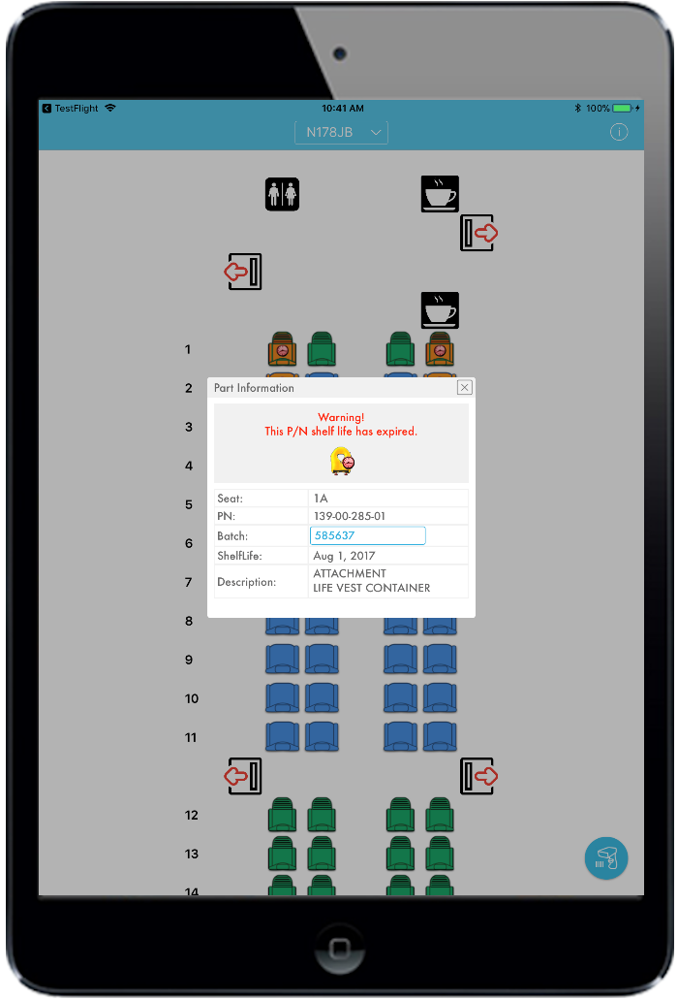 TestFlight
10:41 AM
100%
N178JB
1
2
Part Information
Warning!
This P/N shelf life has expired.
3
4
5
6
7
Seat: 1A
PN: 139-00-285-01
Batch: 585637
ShelfLife: Aug 1, 2017
Description: ATTACHMENT
LIFE VEST CONTAINER
8
9
10
11
12
13
14